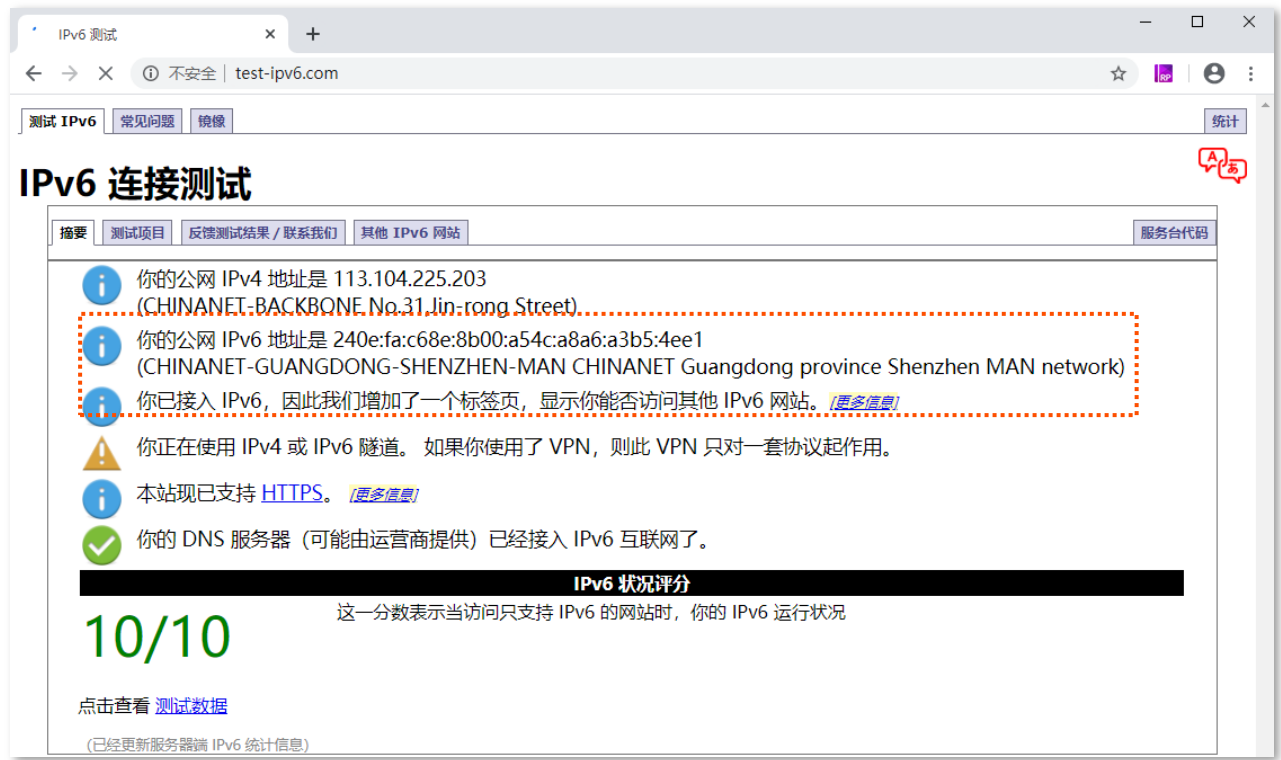 IPv6 测试
不安全 | test-ipv6.com
RP
测试 IPv6 常见问题 镜像 统计
A あ
IPv6 连接测试
摘要 测试项目 反馈测试结果 / 联系我们 其他 IPv6 网站 服务台代码
你的公网 IPv4 地址是 113.104.225.203
(CHINANET-BACKBONE No.31,Jin-rong Street)
你的公网 IPv6 地址是 240e:fa:c68e:8b00:a54c:a8a6:a3b5:4ee1
(CHINANET-GUANGDONG-SHENZHEN-MAN CHINANET Guangdong province Shenzhen MAN network)
你已接入 IPv6，因此我们增加了一个标签页，显示你能否访问其他 IPv6 网站。 [更多信息]
你正在使用 IPv4 或 IPv6 隧道。 如果你使用了 VPN，则此 VPN 只对一套协议起作用。
本站现已支持 HTTPS。 [更多信息]
你的 DNS 服务器（可能由运营商提供）已经接入 IPv6 互联网了。
IPv6 状况评分
10/10 这一分数表示当访问只支持 IPv6 的网站时，你的 IPv6 运行状况
点击查看 测试数据
(已经更新服务器端 IPv6 统计信息)